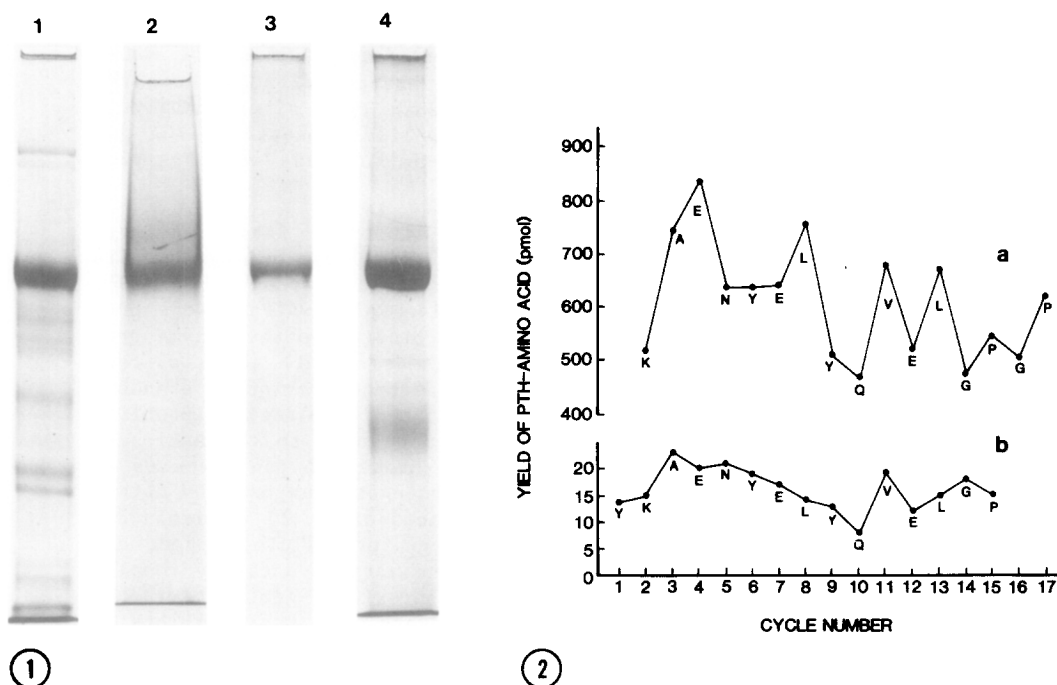 1 2 3 4
1
YIELD OF PTH-AMINO ACID (pmol)
900
800
700
600
500
400
a
K A E N Y E L Y Q V E L G P G P
20
15
10
5
0
b
Y K A E N Y E L Y Q V E L G P
1 2 3 4 5 6 7 8 9 10 11 12 13 14 15 16 17
CYCLE NUMBER
2